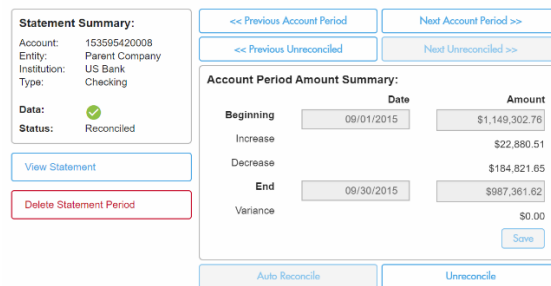 Statement Summary:
Account: 153595420008
Entity: Parent Company
Institution: US Bank
Type: Checking
Data:
Status: Reconciled
View Statement
Delete Statement Period
<< Previous Account Period
Next Account Period >>
<< Previous Unreconciled
Next Unreconciled >>
Account Period Amount Summary:
Date Amount
Beginning 09/01/2015 $1,149,302.76
Increase $22,880.51
Decrease $184,821.65
End 09/30/2015 $987,361.62
Variance $0.00
Save
Auto Reconcile
Unreconcile